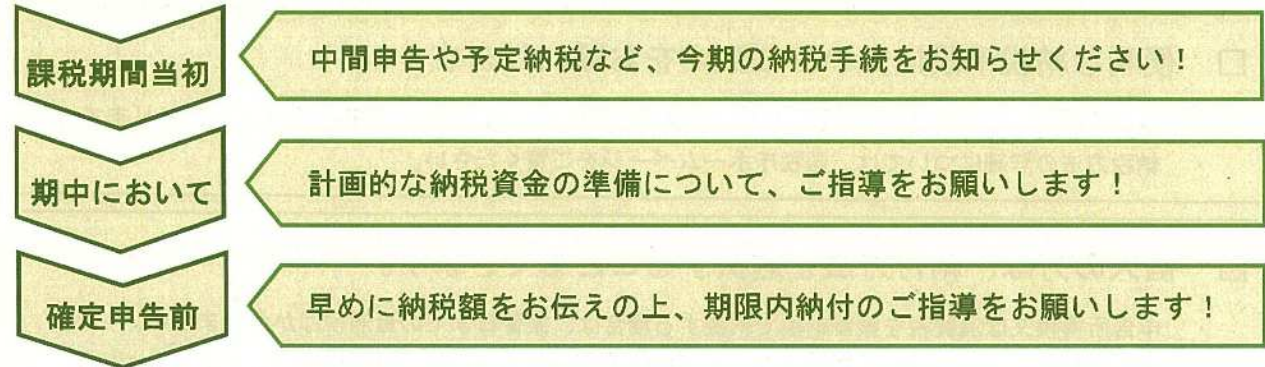 課税期間当初
中間申告や予定納税など、今期の納税手続をお知らせください！
期中において
計画的な納税資金の準備について、ご指導をお願いします！
確定申告前
早めに納税額をお伝えの上、期限内納付のご指導をお願いします！